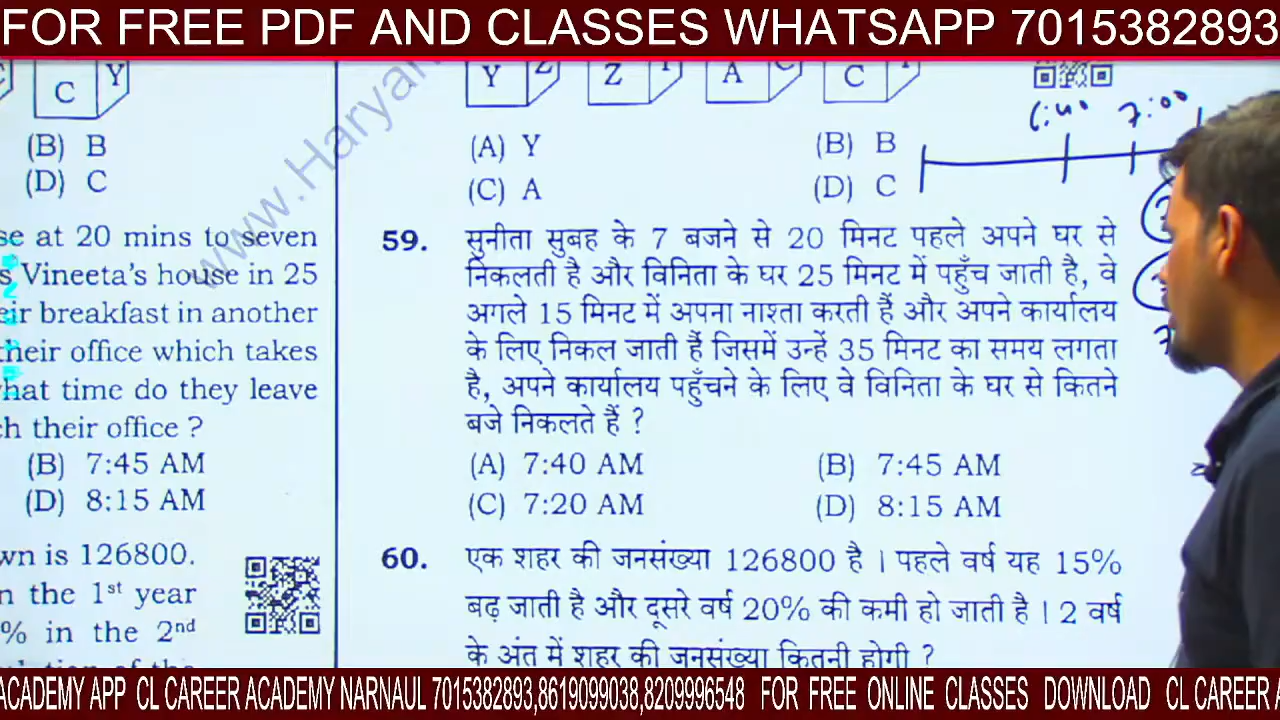 FOR FREE PDF AND CLASSES WHATSAPP 7015382893
C Y
(B) B
(D) C
se at 20 mins to seven
s Vineeta's house in 25
eir breakfast in another
their office which takes
what time do they leave
ch their office ?
(B) 7:45 AM
(D) 8:15 AM
wn is 126800.
n the 1st year
% in the 2nd
www.Haryan
Y Z Z A C
6:40 7:00
(A) Y (B) B
(C) A (D) C
59. सुनीता सुबह के 7 बजने से 20 मिनट पहले अपने घर से
निकलती है और विनिता के घर 25 मिनट में पहुँच जाती है, वे
अगले 15 मिनट में अपना नाश्ता करती हैं और अपने कार्यालय
के लिए निकल जाती हैं जिसमें उन्हें 35 मिनट का समय लगता
है, अपने कार्यालय पहुँचने के लिए वे विनिता के घर से कितने
बजे निकलते हैं ?
(A) 7:40 AM (B) 7:45 AM
(C) 7:20 AM (D) 8:15 AM
60. एक शहर की जनसंख्या 126800 है । पहले वर्ष यह 15%
बढ़ जाती है और दूसरे वर्ष 20% की कमी हो जाती है । 2 वर्ष
के अंत में शहर की जनसंख्या कितनी होगी ?
ACADEMY APP CL CAREER ACADEMY NARNAUL 7015382893,8619099038,8209996548 FOR FREE ONLINE CLASSES DOWNLOAD CL CAREER